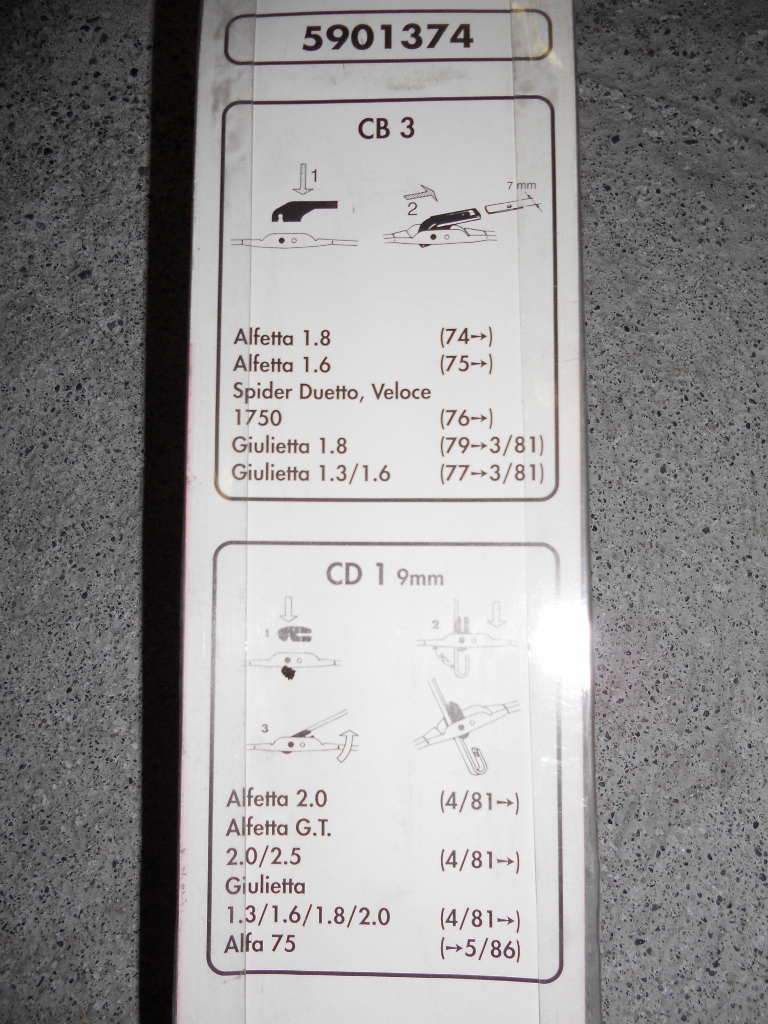 5901374
CB 3
1
2
7 mm
Alfetta 1.8 (74→)
Alfetta 1.6 (75→)
Spider Duetto, Veloce
1750 (76→)
Giulietta 1.8 (79→3/81)
Giulietta 1.3/1.6 (77→3/81)
CD 1 9mm
1
2
3
Alfetta 2.0 (4/81→)
Alfetta G.T.
2.0/2.5 (4/81→)
Giulietta
1.3/1.6/1.8/2.0 (4/81→)
Alfa 75 (→5/86)